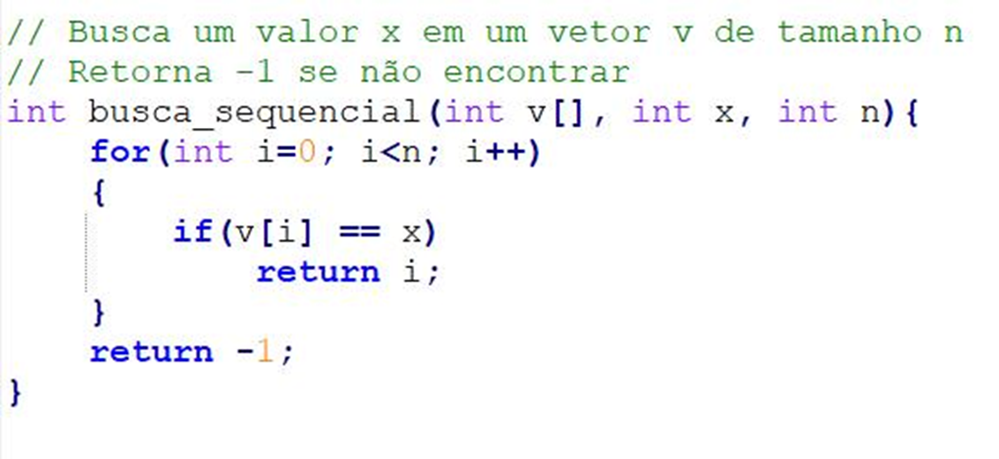 // Busca um valor x em um vetor v de tamanho n
// Retorna -1 se não encontrar
int busca_sequencial(int v[], int x, int n){
    for(int i=0; i<n; i++)
    {
        if(v[i] == x)
            return i;
    }
    return -1;
}